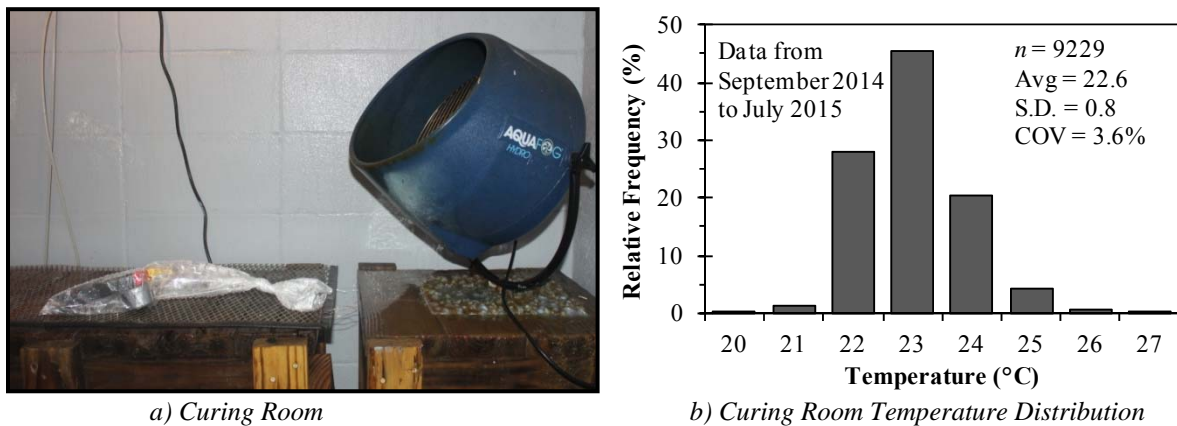 AQUAFOG
HYDRO
a) Curing Room
50
40
30
20
10
0
Relative Frequency (%)
Data from
September 2014
to July 2015
n = 9229
Avg = 22.6
S.D. = 0.8
COV = 3.6%
20 21 22 23 24 25 26 27
Temperature (°C)
b) Curing Room Temperature Distribution